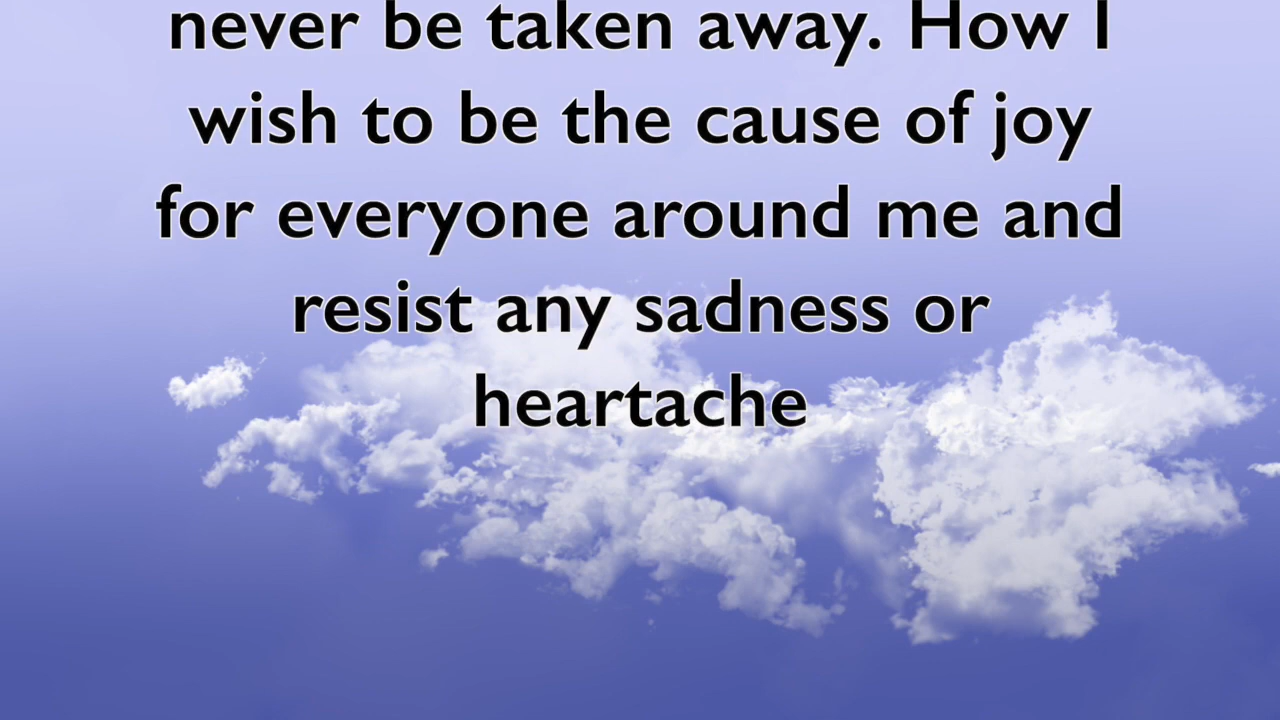 never be taken away. How I
wish to be the cause of joy
for everyone around me and
resist any sadness or
heartache